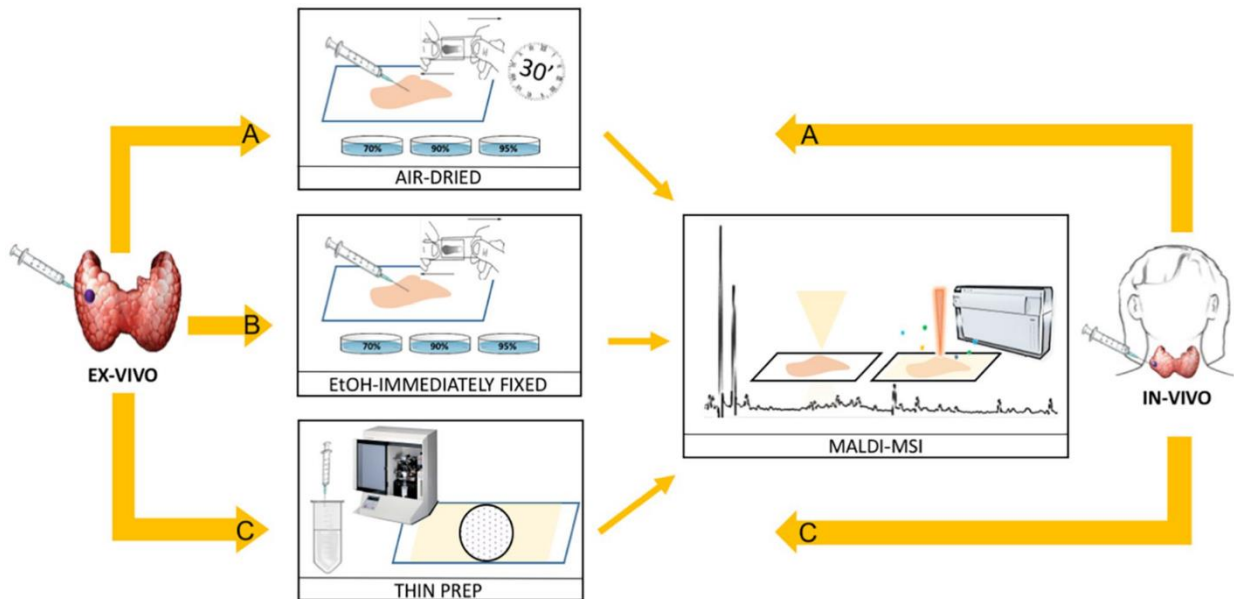 A
30'
70% 90% 95%
AIR-DRIED
A
B
70% 90% 95%
EtOH-IMMEDIATELY FIXED
EX-VIVO
MALDI-MSI
IN-VIVO
C
THIN PREP
C